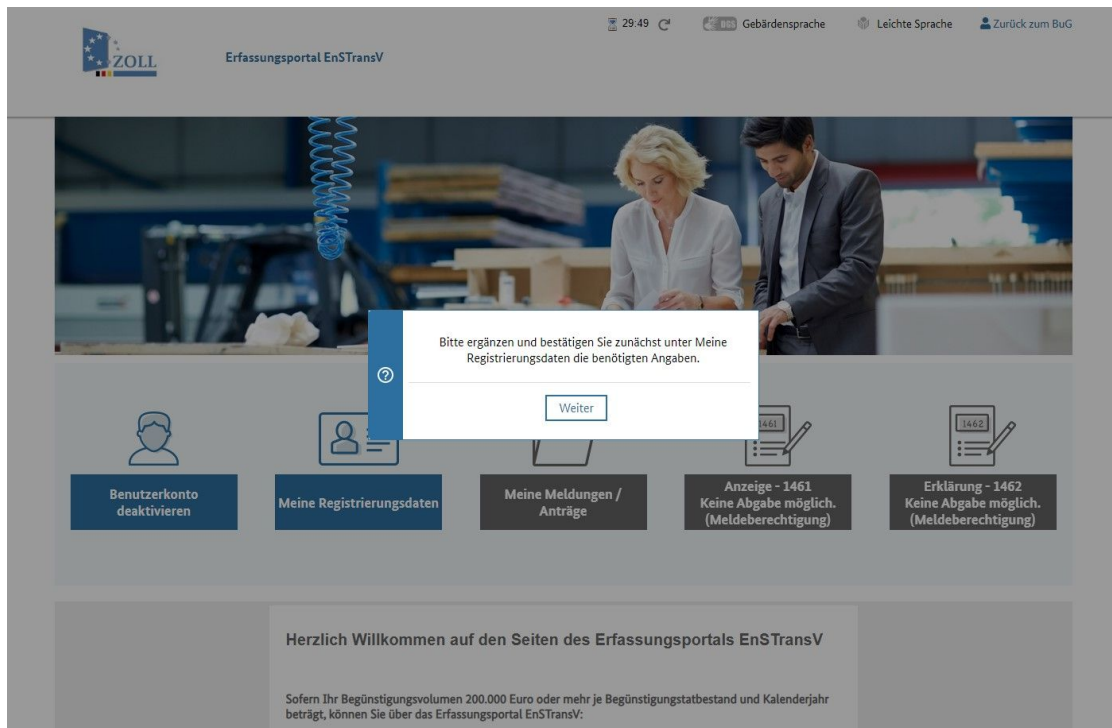 29:49
BGS Gebärdensprache
Leichte Sprache
Zurück zum BuG
ZOLL
Erfassungsportal EnSTransV
Bitte ergänzen und bestätigen Sie zunächst unter Meine
Registrierungsdaten die benötigten Angaben.
Weiter
Benutzerkonto
deaktivieren
Meine Registrierungsdaten
Meine Meldungen /
Anträge
1461
Anzeige - 1461
Keine Abgabe möglich.
(Meldeberechtigung)
1462
Erklärung - 1462
Keine Abgabe möglich.
(Meldeberechtigung)
Herzlich Willkommen auf den Seiten des Erfassungsportals EnSTransV
Sofern Ihr Begünstigungsvolumen 200.000 Euro oder mehr je Begünstigungstatbestand und Kalenderjahr
beträgt, können Sie über das Erfassungsportal EnSTransV: